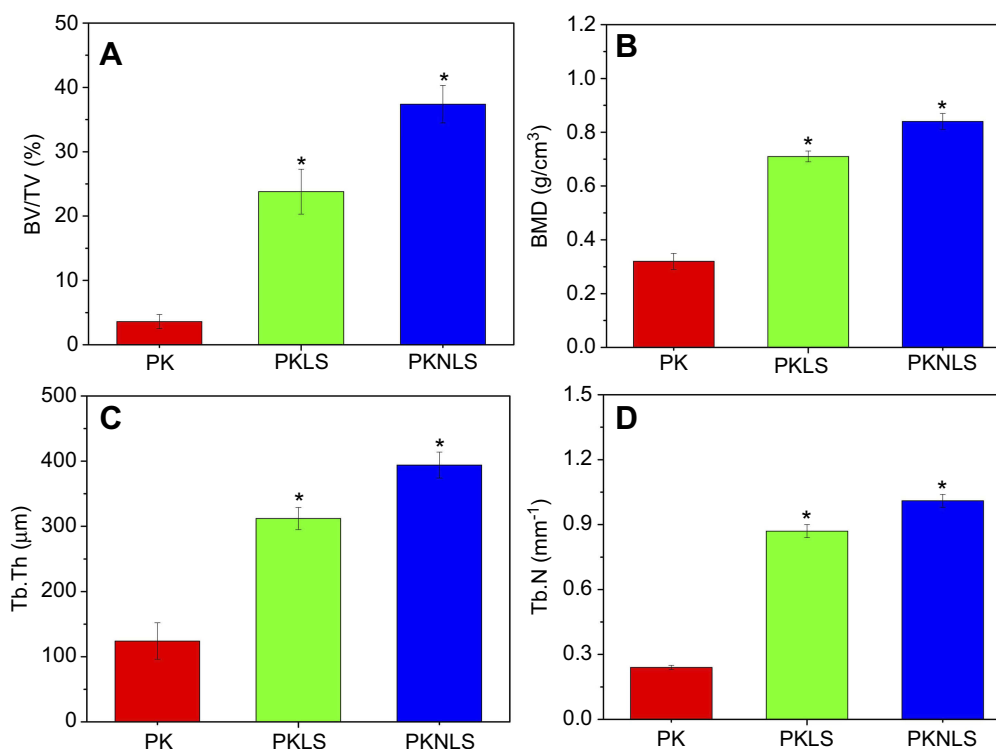 A
BV/TV (%)
50
40
30
20
10
0
*
*
PK
PKLS
PKNLS
B
BMD (g/cm³)
1.2
1.0
0.8
0.6
0.4
0.2
0.0
*
*
PK
PKLS
PKNLS
C
Tb.Th (μm)
500
400
300
200
100
0
*
*
PK
PKLS
PKNLS
D
Tb.N (mm⁻¹)
1.5
1.2
0.9
0.6
0.3
0.0
*
*
PK
PKLS
PKNLS